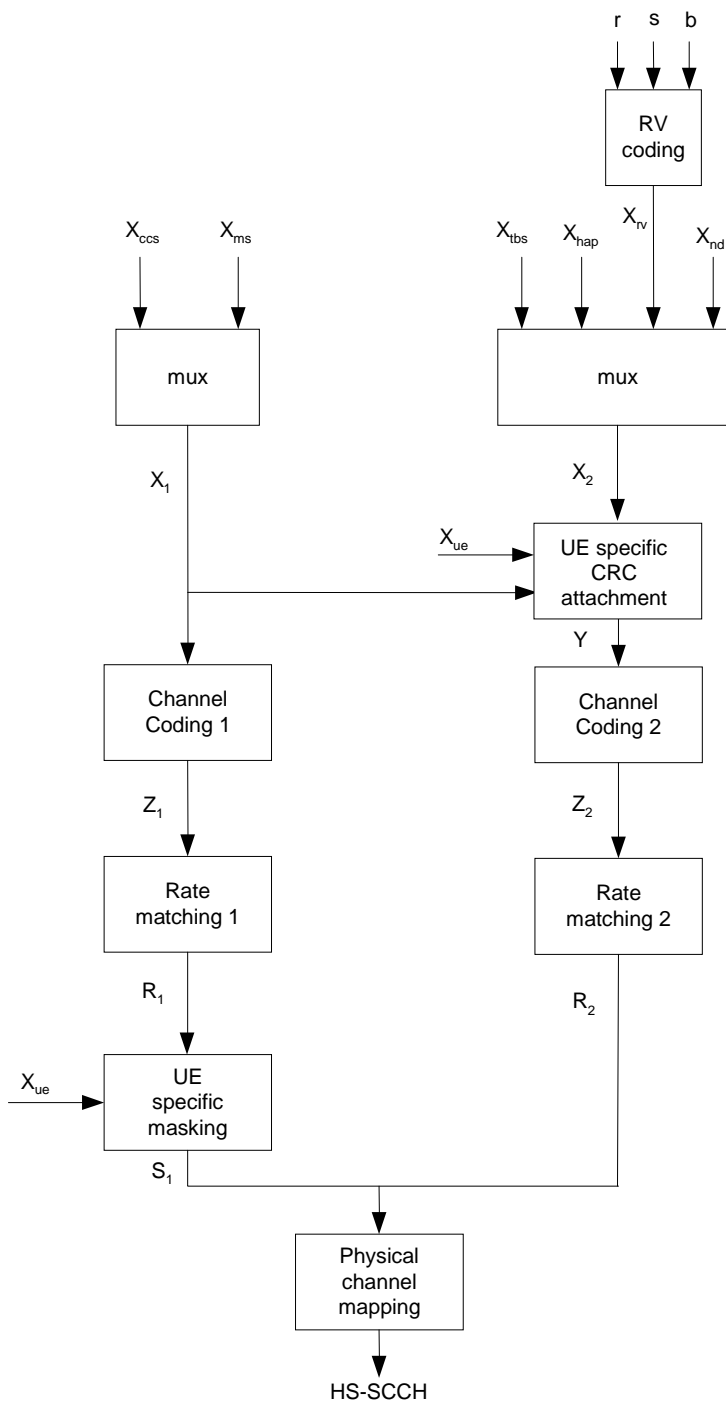 r s b
RV
coding
X_ccs X_ms X_tbs X_hap X_rv X_nd
mux mux
X_1 X_2
X_ue UE specific
CRC
attachment
Y
Channel
Coding 1
Channel
Coding 2
Z_1 Z_2
Rate
matching 1
Rate
matching 2
R_1 R_2
X_ue UE
specific
masking
S_1
Physical
channel
mapping
HS-SCCH